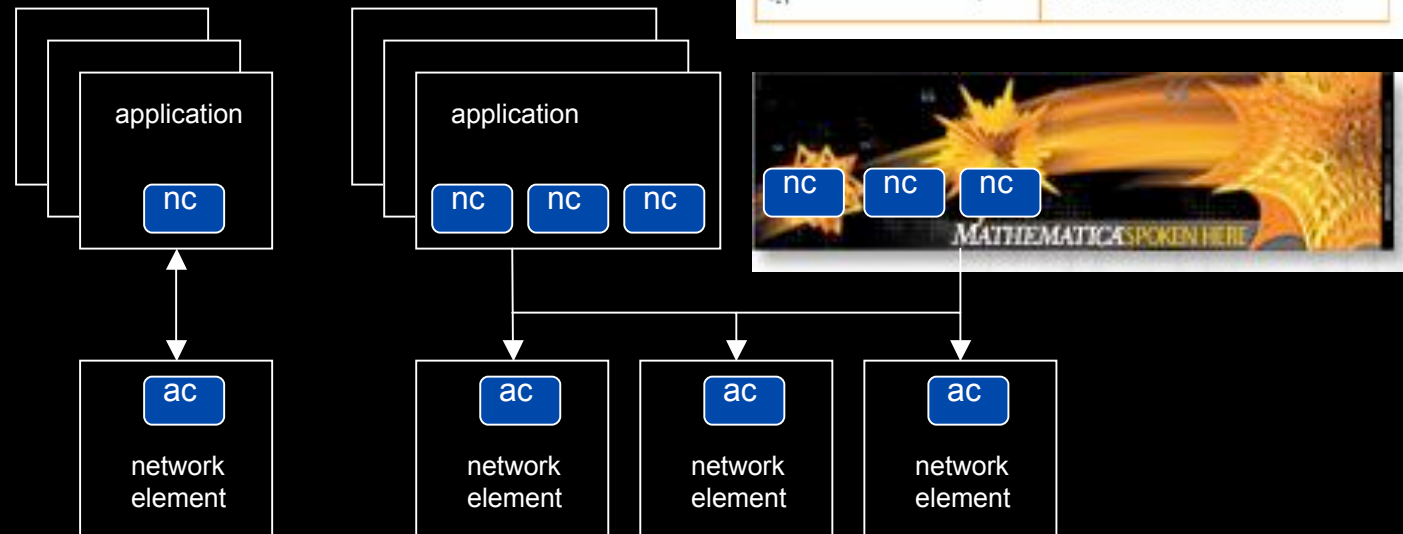 application
nc
application
nc nc nc
nc nc nc
MATHEMATICA SPOKEN HERE
ac
network
element
ac
network
element
ac
network
element
ac
network
element